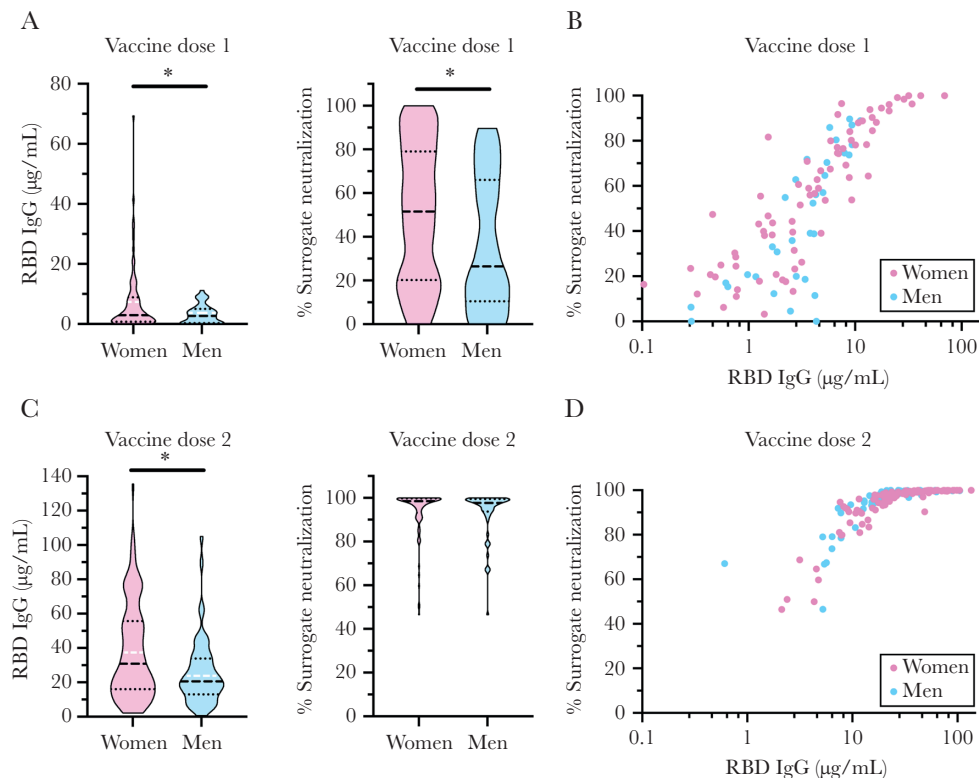 A
Vaccine dose 1
RBD IgG (μg/mL)
80
60
40
20
0
*
Women
Men
Vaccine dose 1
% Surrogate neutralization
100
80
60
40
20
0
*
Women
Men
B
Vaccine dose 1
% Surrogate neutralization
100
80
60
40
20
0
Women
Men
0.1
1
10
100
RBD IgG (μg/mL)
C
Vaccine dose 2
RBD IgG (μg/mL)
140
120
100
80
60
40
20
0
*
Women
Men
Vaccine dose 2
% Surrogate neutralization
100
80
60
40
20
0
Women
Men
D
Vaccine dose 2
% Surrogate neutralization
100
80
60
40
20
0
Women
Men
0.1
1
10
100
RBD IgG (μg/mL)